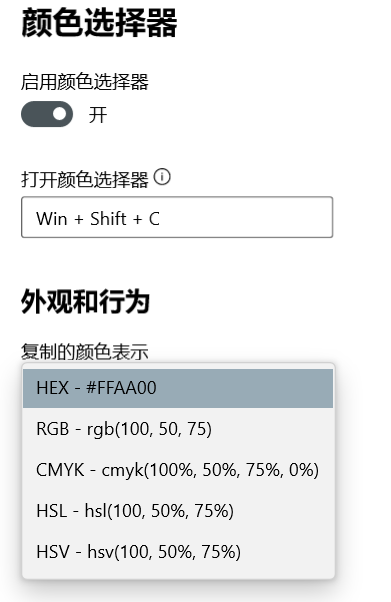 颜色选择器
启用颜色选择器
开
打开颜色选择器
Win + Shift + C
外观和行为
复制的颜色表示
HEX - #FFAA00
RGB - rgb(100, 50, 75)
CMYK - cmyk(100%, 50%, 75%, 0%)
HSL - hsl(100, 50%, 75%)
HSV - hsv(100, 50%, 75%)